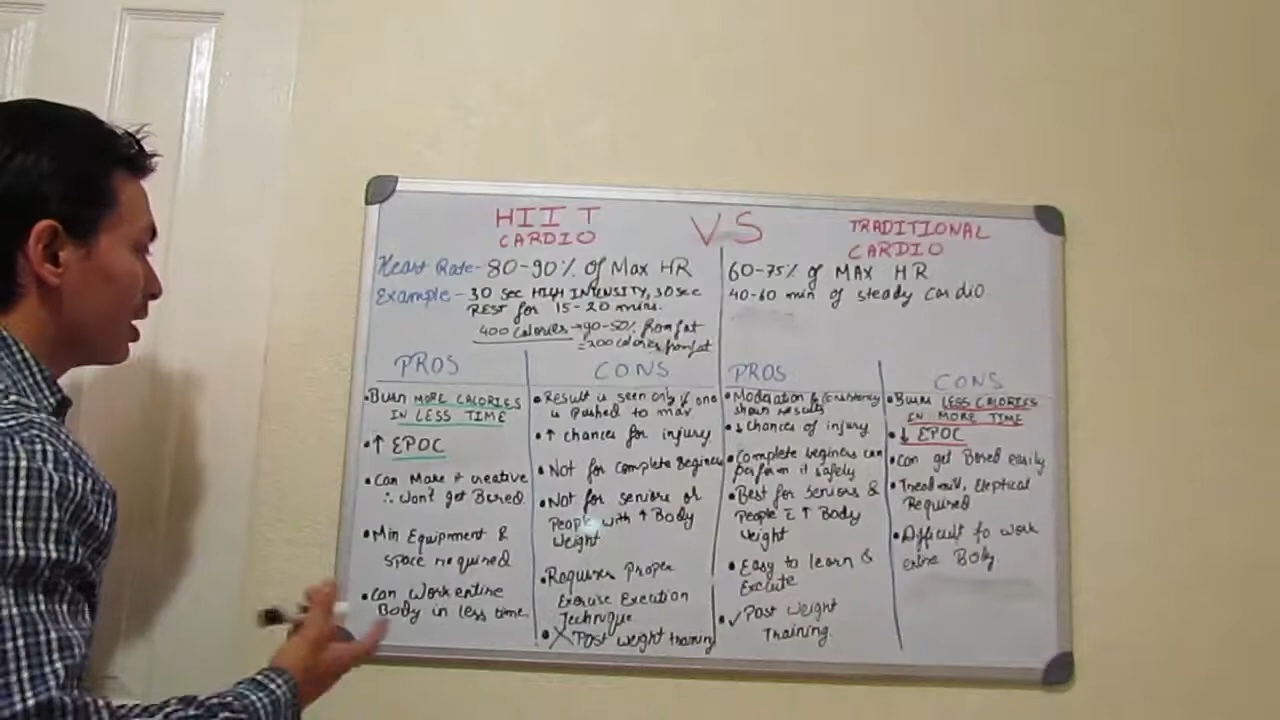 HIIT
CARDIO
VS
TRADITIONAL
CARDIO
Heart Rate - 80-90% of Max HR
Example - 30 sec HIGH INTENSITY, 30 sec
REST for 15-20 mins.
400 calories → 40-50% from fat
=200 calories from fat
60-75% of MAX HR
40-60 min of steady cardio
PROS
•Burn MORE CALORIES
IN LESS TIME
•↑ EPOC
•Can Make it creative
∴ Won't get Bored
•Min Equipment &
space required
•Can Work entire
Body in less time
CONS
•Result is seen only if one
is pushed to max
•↑ chances for injury
•Not for complete Beginers
•Not for seniors or
People with ↑ Body
Weight
•Requires Proper
Exercise Execution
Technique
•X Post weight training
PROS
•Moderation & consistency
shows results
•↓ chances of injury
•Complete beginers can
perform it safely
•Best for seniors &
People c̄ ↑ Body
Weight
•Easy to learn &
Execute
•✓ Post Weight
Training
CONS
•Burn LESS CALORIES
IN MORE TIME
•↓ EPOC
•Can get Bored easily
•Treadmill, Eleptical
Required
•Difficult to work
entire Body